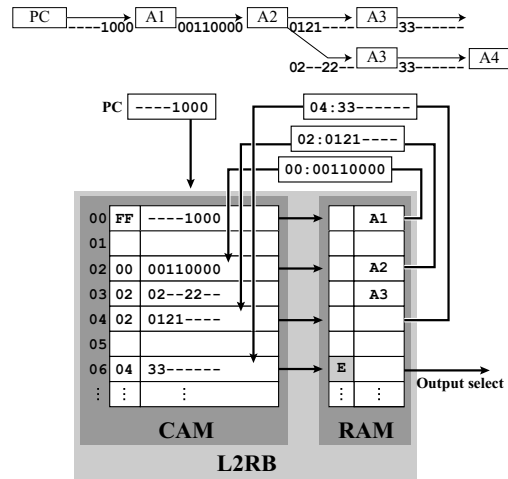 PC -----1000 A1 00110000 A2 0121---- A3 33------
02--22-- A3 33------ A4
PC ----1000 04:33------
02:0121----
00:00110000
00 FF ----1000 A1
01
02 00 00110000 A2
03 02 02--22-- A3
04 02 0121----
05
06 04 33------ E
Output select
⋮ ⋮ ⋮ ⋮ ⋮
CAM RAM
L2RB